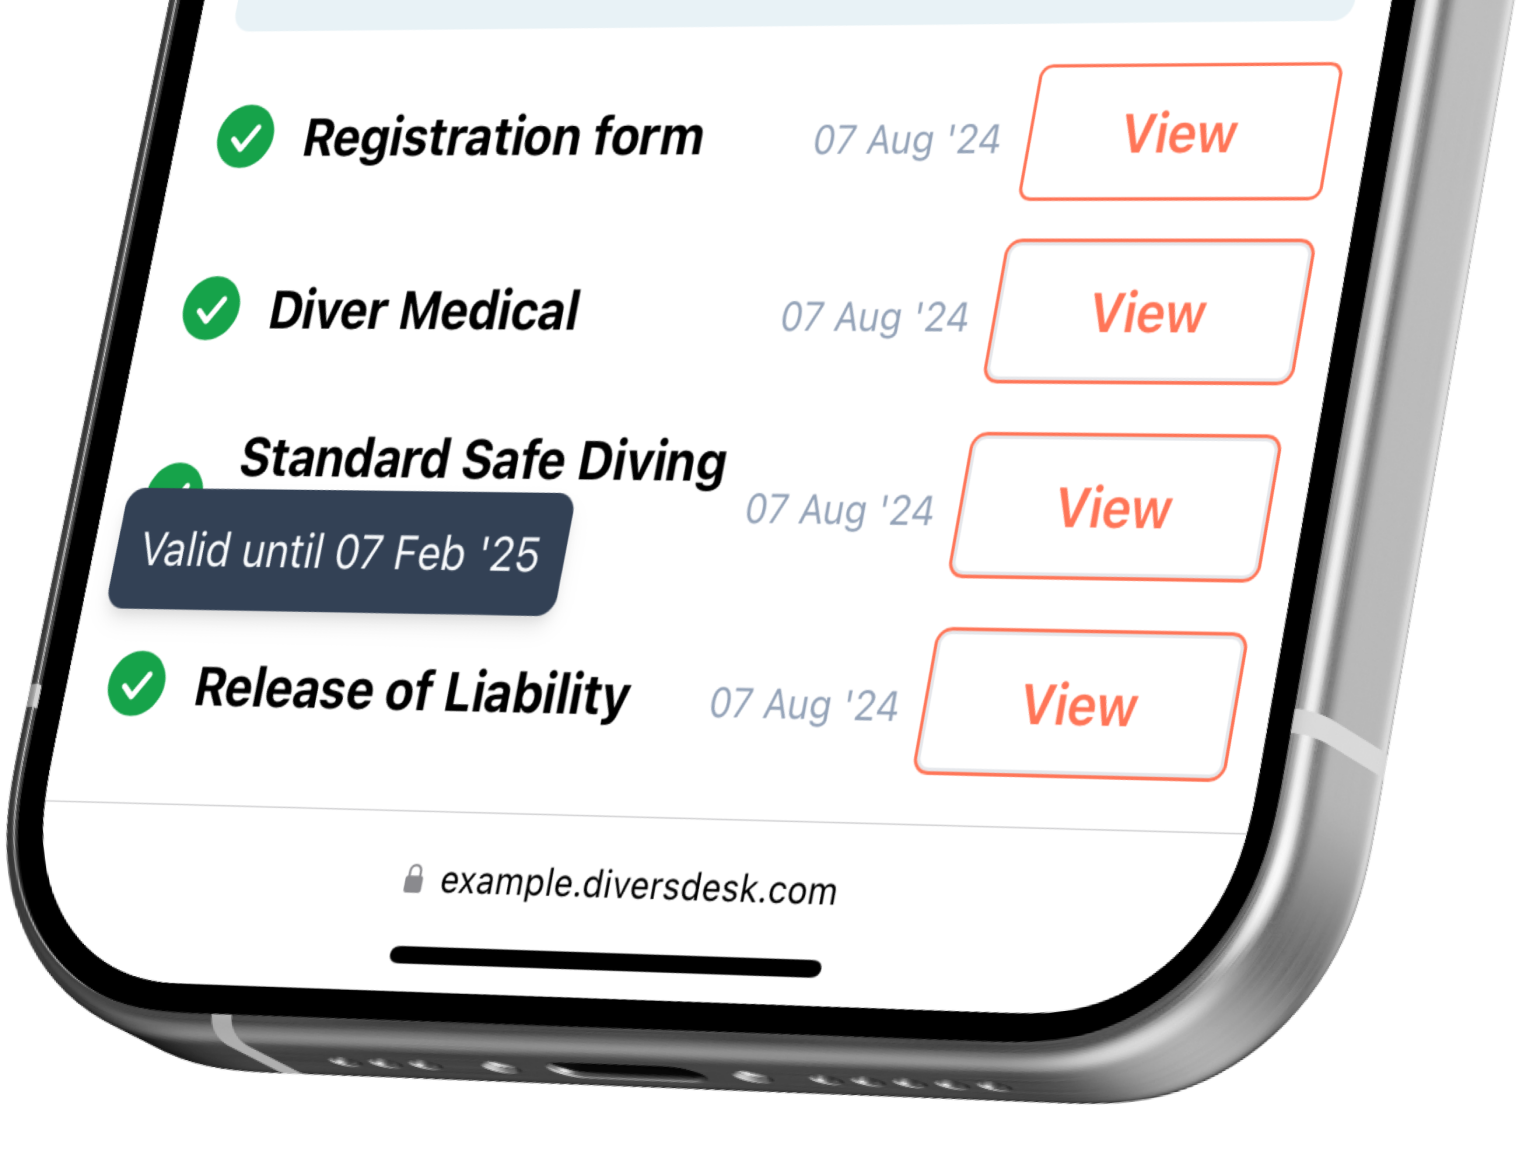 Registration form 07 Aug '24 View
Diver Medical 07 Aug '24 View
Standard Safe Diving 07 Aug '24 View
Valid until 07 Feb '25
Release of Liability 07 Aug '24 View
example.diversdesk.com